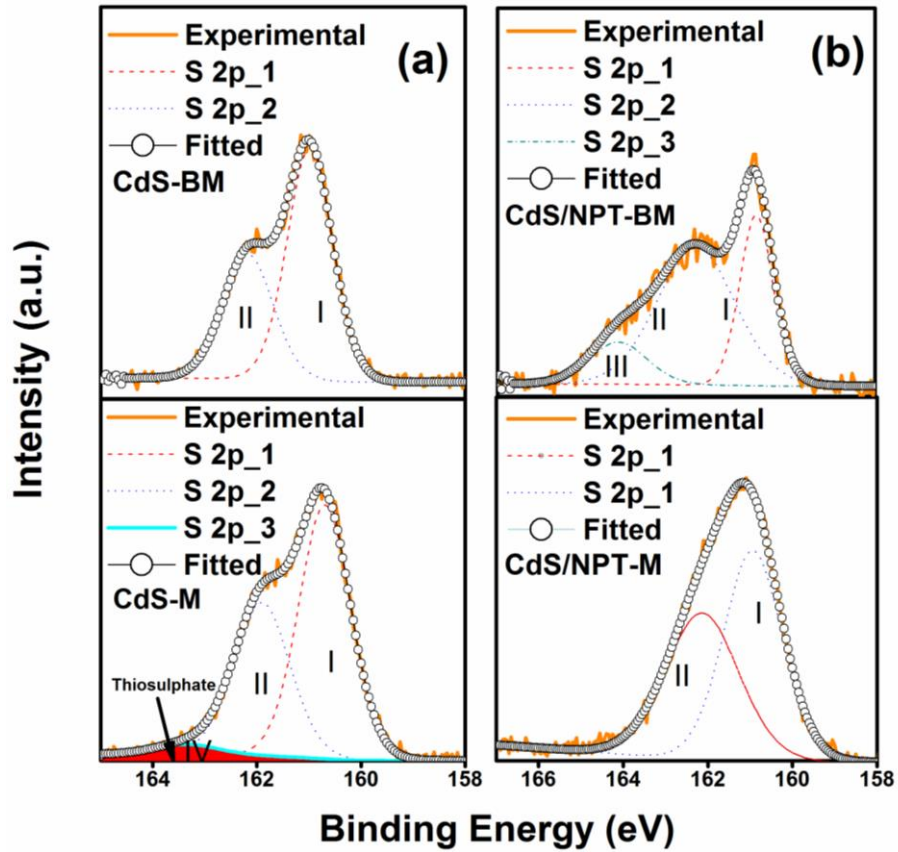 Intensity (a.u.)
(a)
Experimental
S 2p_1
S 2p_2
Fitted
CdS-BM
II
I
(b)
Experimental
S 2p_1
S 2p_2
S 2p_3
Fitted
CdS/NPT-BM
III
II
I
Experimental
S 2p_1
S 2p_2
S 2p_3
Fitted
CdS-M
Thiosulphate
IV
II
I
164 162 160 158
Experimental
S 2p_1
S 2p_1
Fitted
CdS/NPT-M
II
I
166 164 162 160 158
Binding Energy (eV)